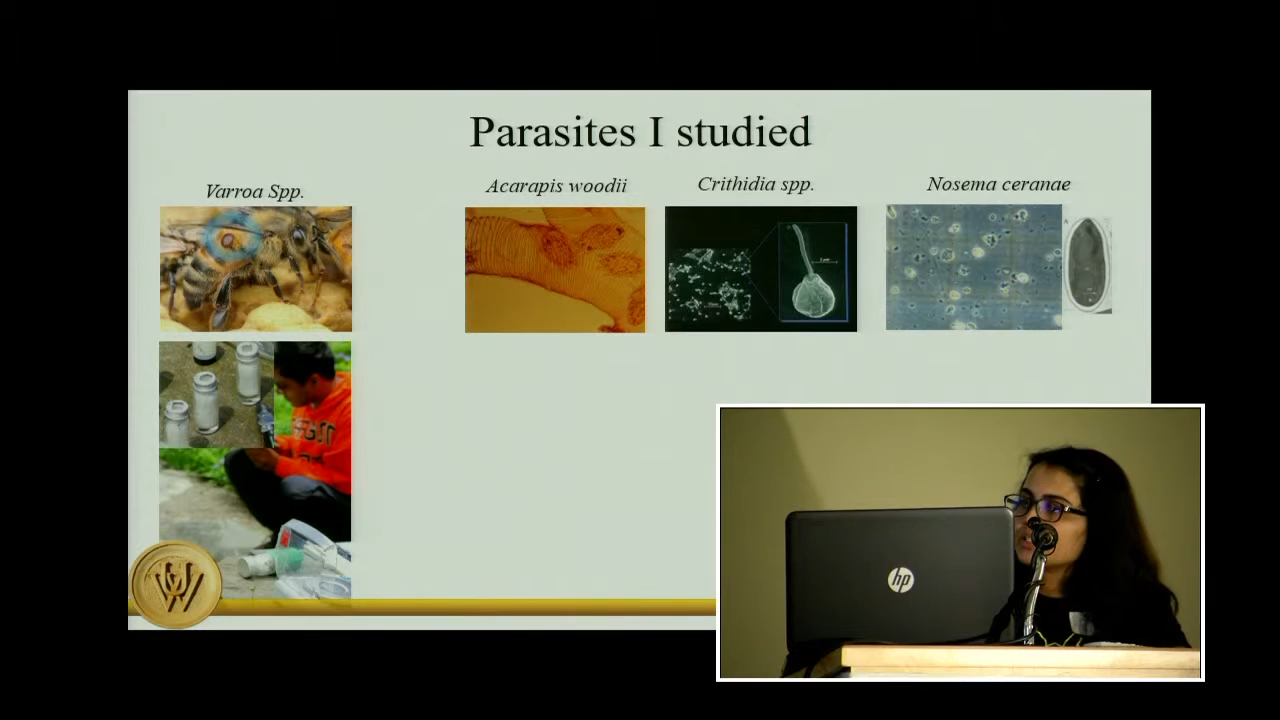 Parasites I studied
Varroa Spp.
Acarapis woodii
Crithidia spp.
Nosema ceranae
hp